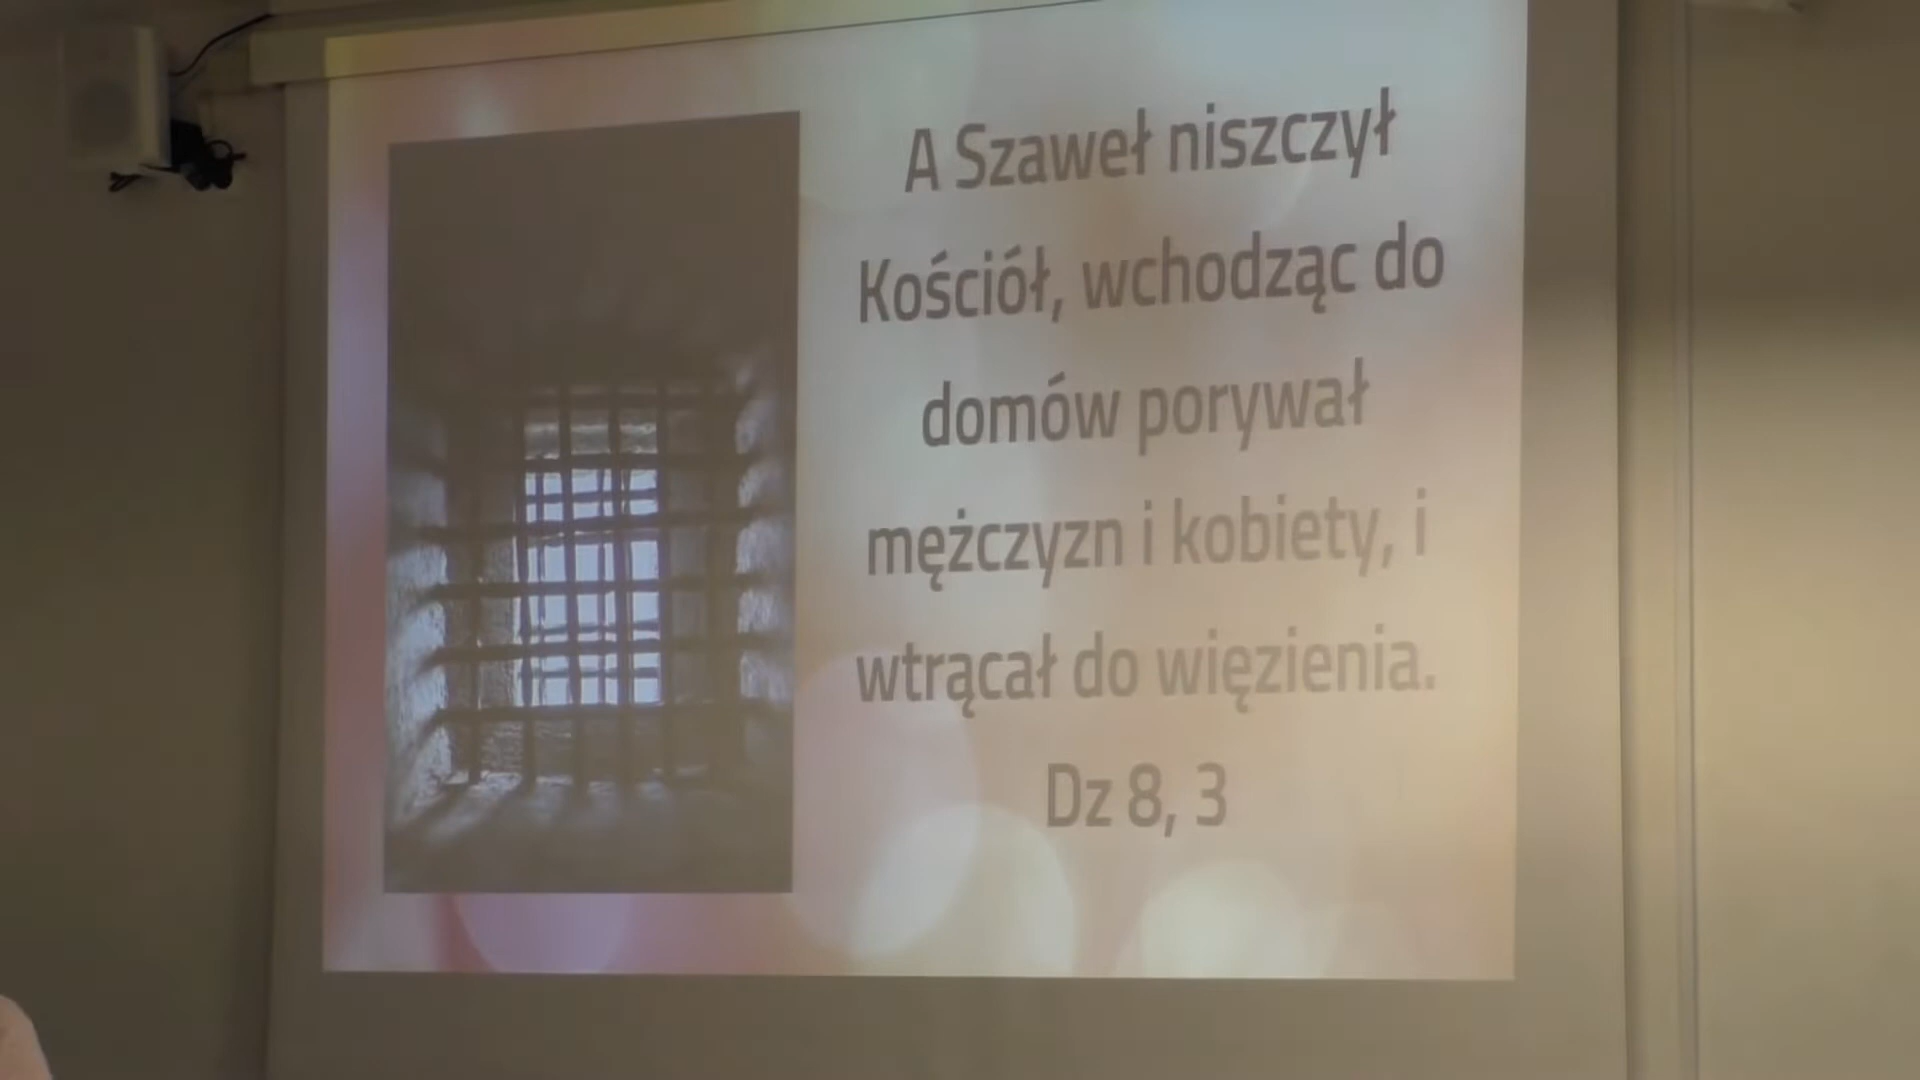 A Szaweł niszczył
Kościół, wchodząc do
domów porywał
mężczyzn i kobiety, i
wtrącał do więzienia.
Dz 8, 3